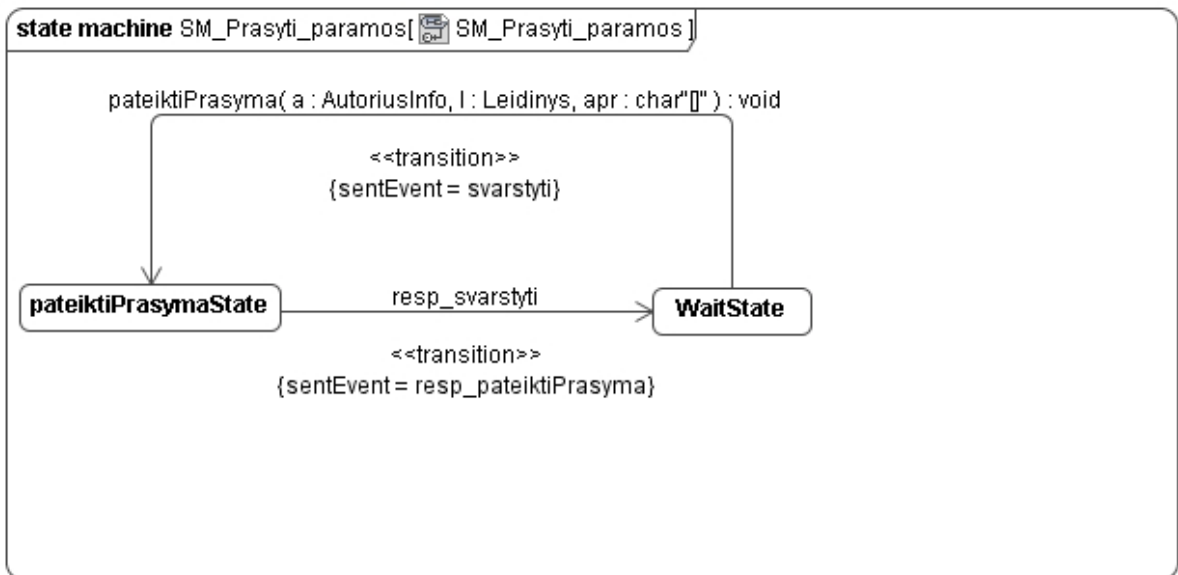 state machine SM_Prasyti_paramos[ SM_Prasyti_paramos ]
pateiktiPrasyma( a : AutoriusInfo, l : Leidinys, apr : char"[]" ) : void
<<transition>>
{sentEvent = svarstyti}
pateiktiPrasymaState
resp_svarstyti
WaitState
<<transition>>
{sentEvent = resp_pateiktiPrasyma}